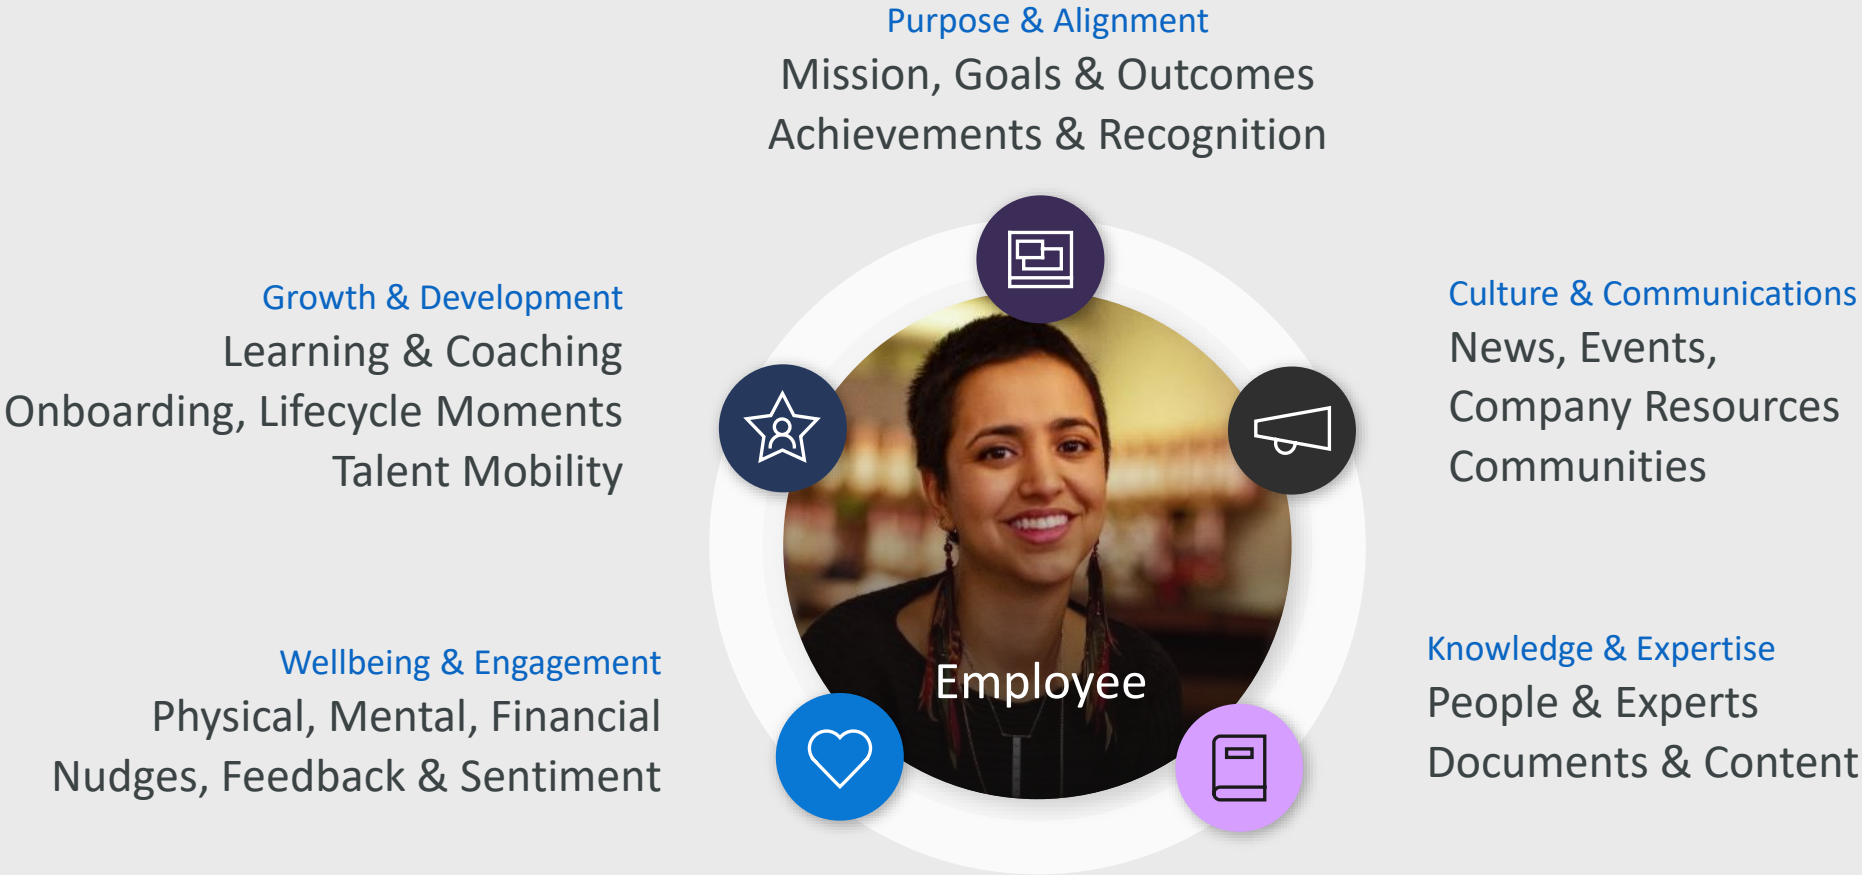 Purpose & Alignment
Mission, Goals & Outcomes
Achievements & Recognition
Growth & Development
Learning & Coaching
Onboarding, Lifecycle Moments
Talent Mobility
Culture & Communications
News, Events,
Company Resources
Communities
Wellbeing & Engagement
Physical, Mental, Financial
Nudges, Feedback & Sentiment
Employee
Knowledge & Expertise
People & Experts
Documents & Content